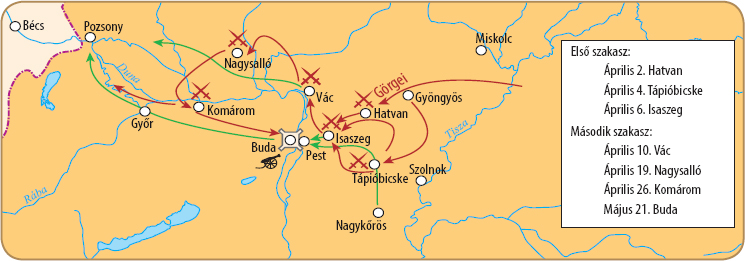 Bécs
Pozsony
Duna
Nagysalló
Miskolc
Vác
Görgei
Gyöngyös
Komárom
Hatvan
Győr
Isaszeg
Tisza
Buda
Pest
Rába
Tápióbicske
Szolnok
Nagykőrös
Első szakasz:
Április 2. Hatvan
Április 4. Tápióbicske
Április 6. Isaszeg
Második szakasz:
Április 10. Vác
Április 19. Nagysalló
Április 26. Komárom
Május 21. Buda